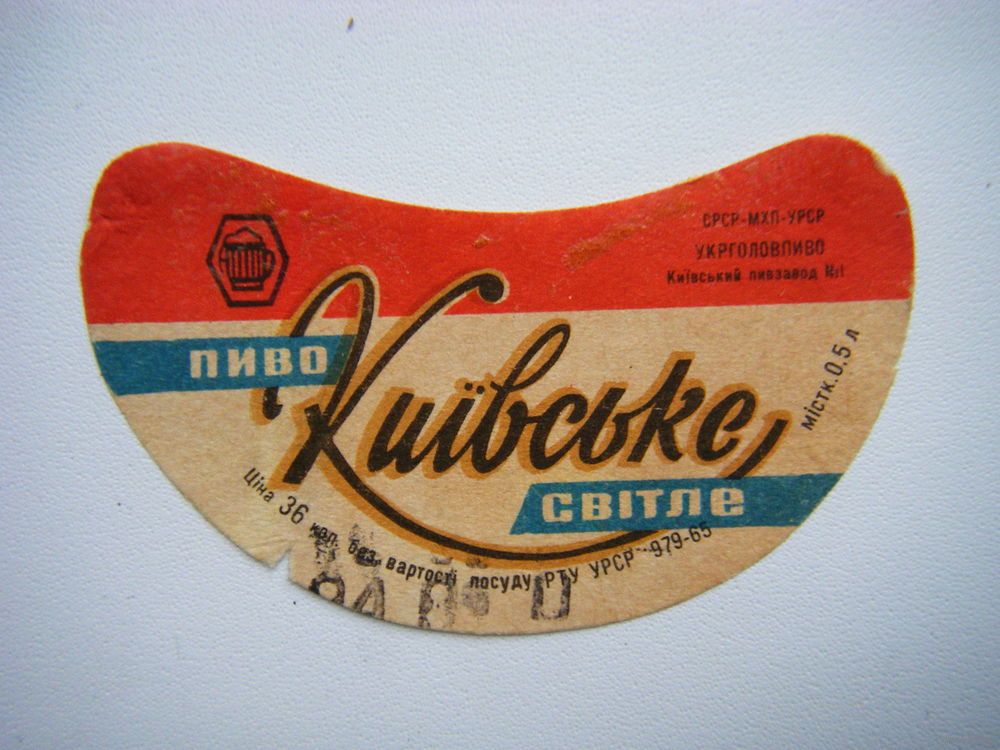 СРСР-МХП-УРСР
УКРГОЛОВПИВО
Київський пивзавод №1
ПИВО
Київське
СВІТЛЕ
місткість. 0,5 л
Ціна 36 коп. без вартості посуду РТУ УРСР 979-65